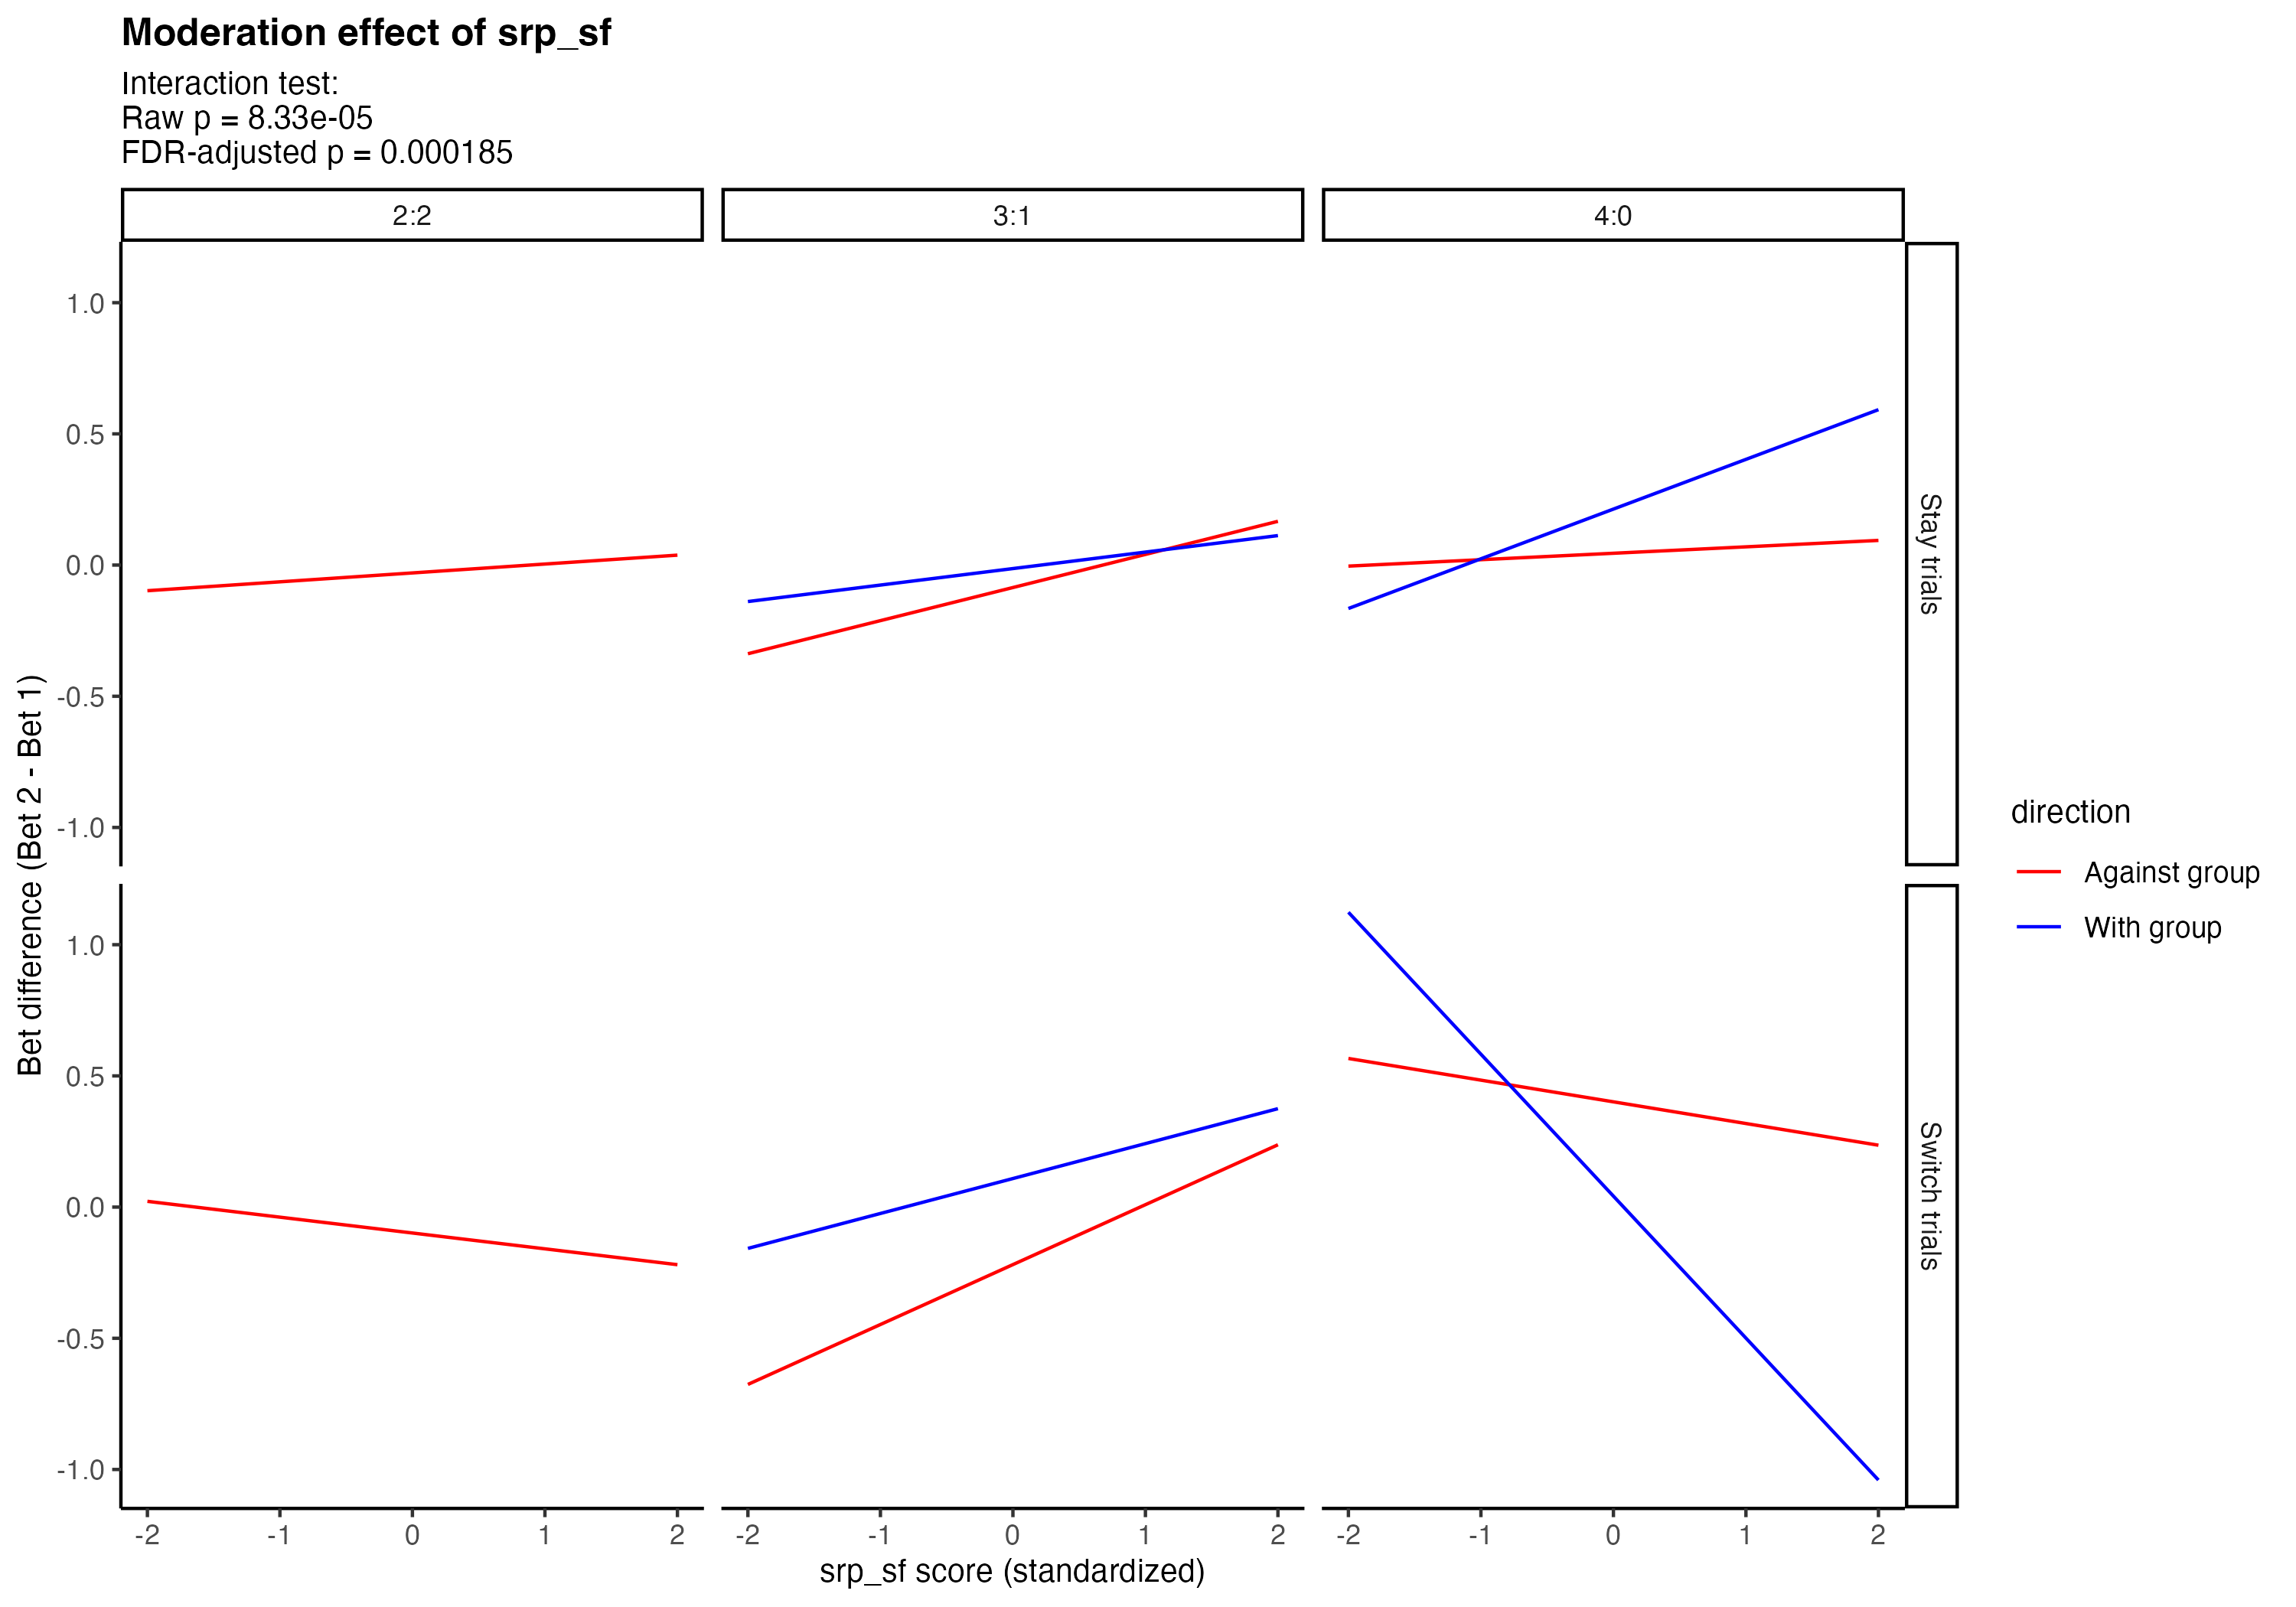 Moderation effect of srp_sf
Interaction test:
Raw p = 8.33e-05
FDR-adjusted p = 0.000185
2:2
3:1
4:0
Bet difference (Bet 2 - Bet 1)
1.0
0.5
0.0
-0.5
-1.0
Stay trials
1.0
0.5
0.0
-0.5
-1.0
Switch trials
-2
-1
0
1
2
-2
-1
0
1
2
-2
-1
0
1
2
srp_sf score (standardized)
direction
Against group
With group